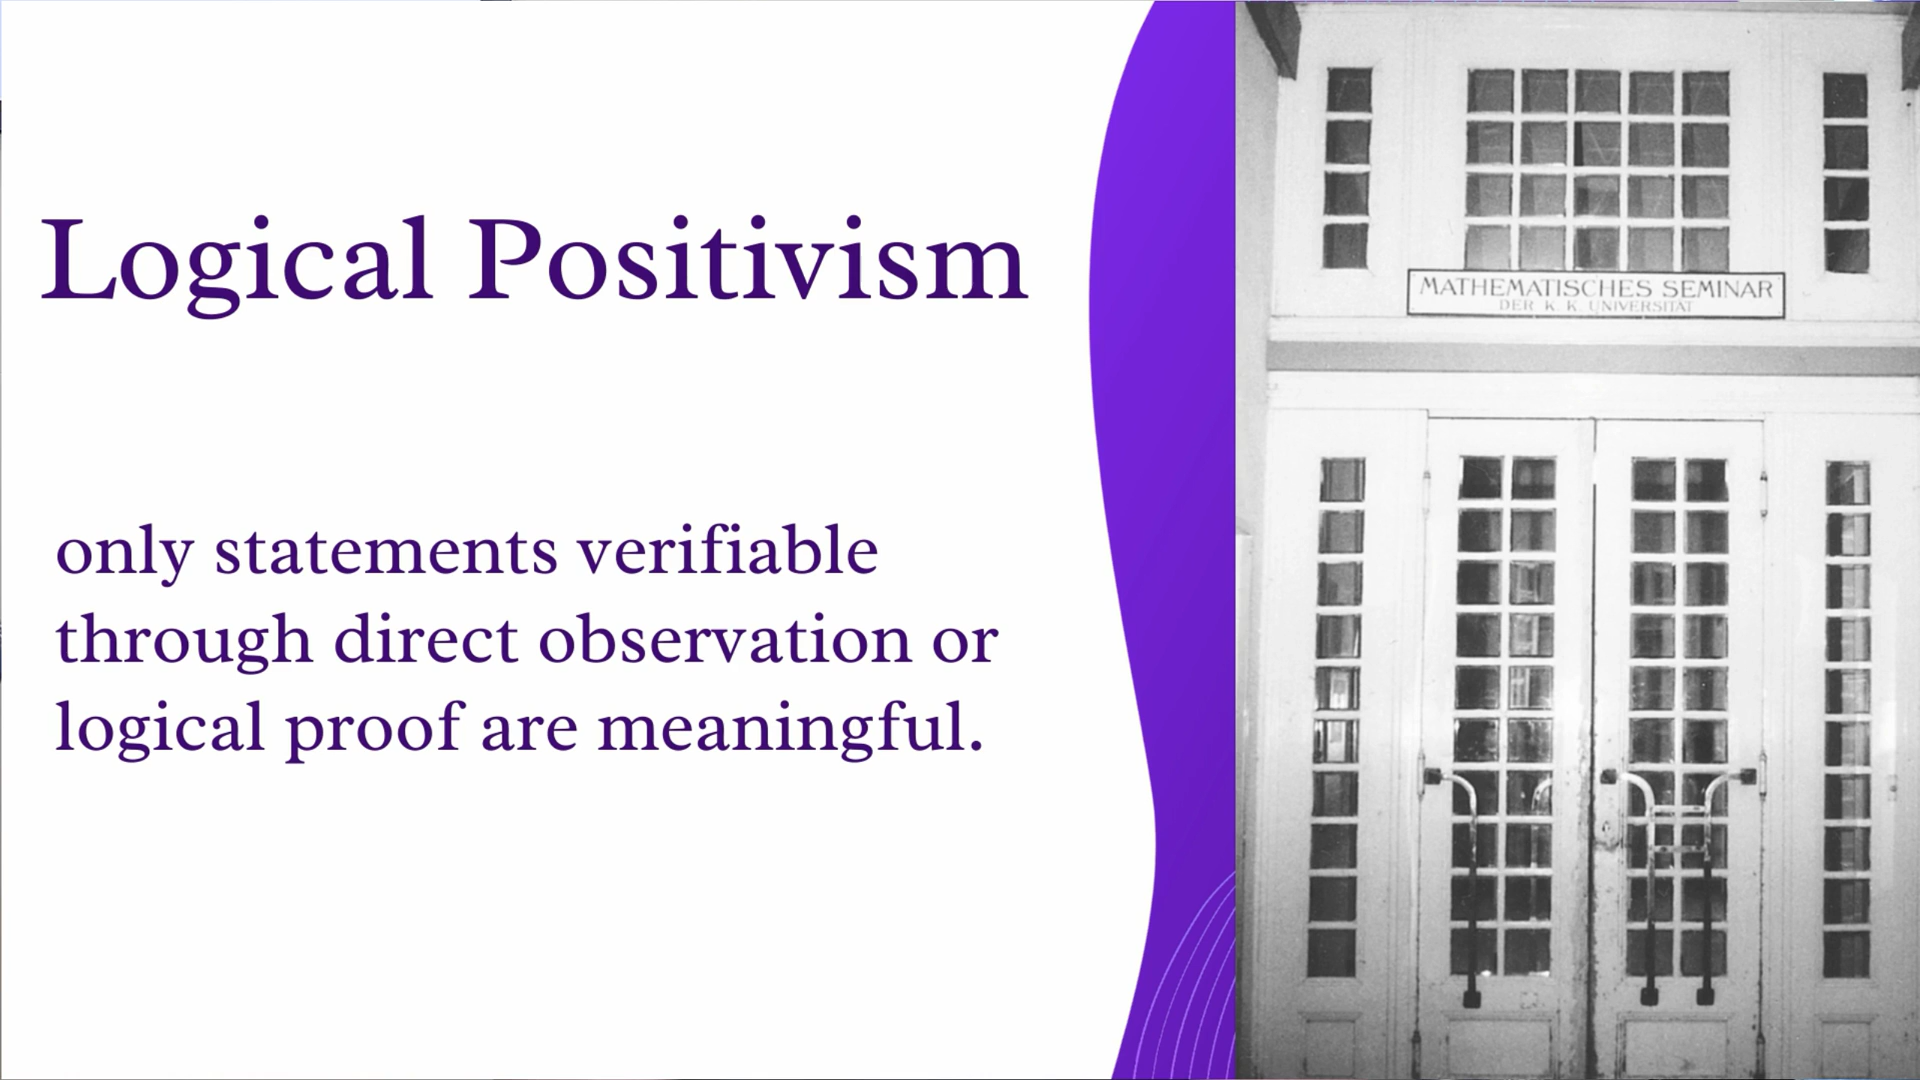 Logical Positivism
only statements verifiable
through direct observation or
logical proof are meaningful.
MATHEMATISCHES SEMINAR
DER K. K. UNIVERSITÄT